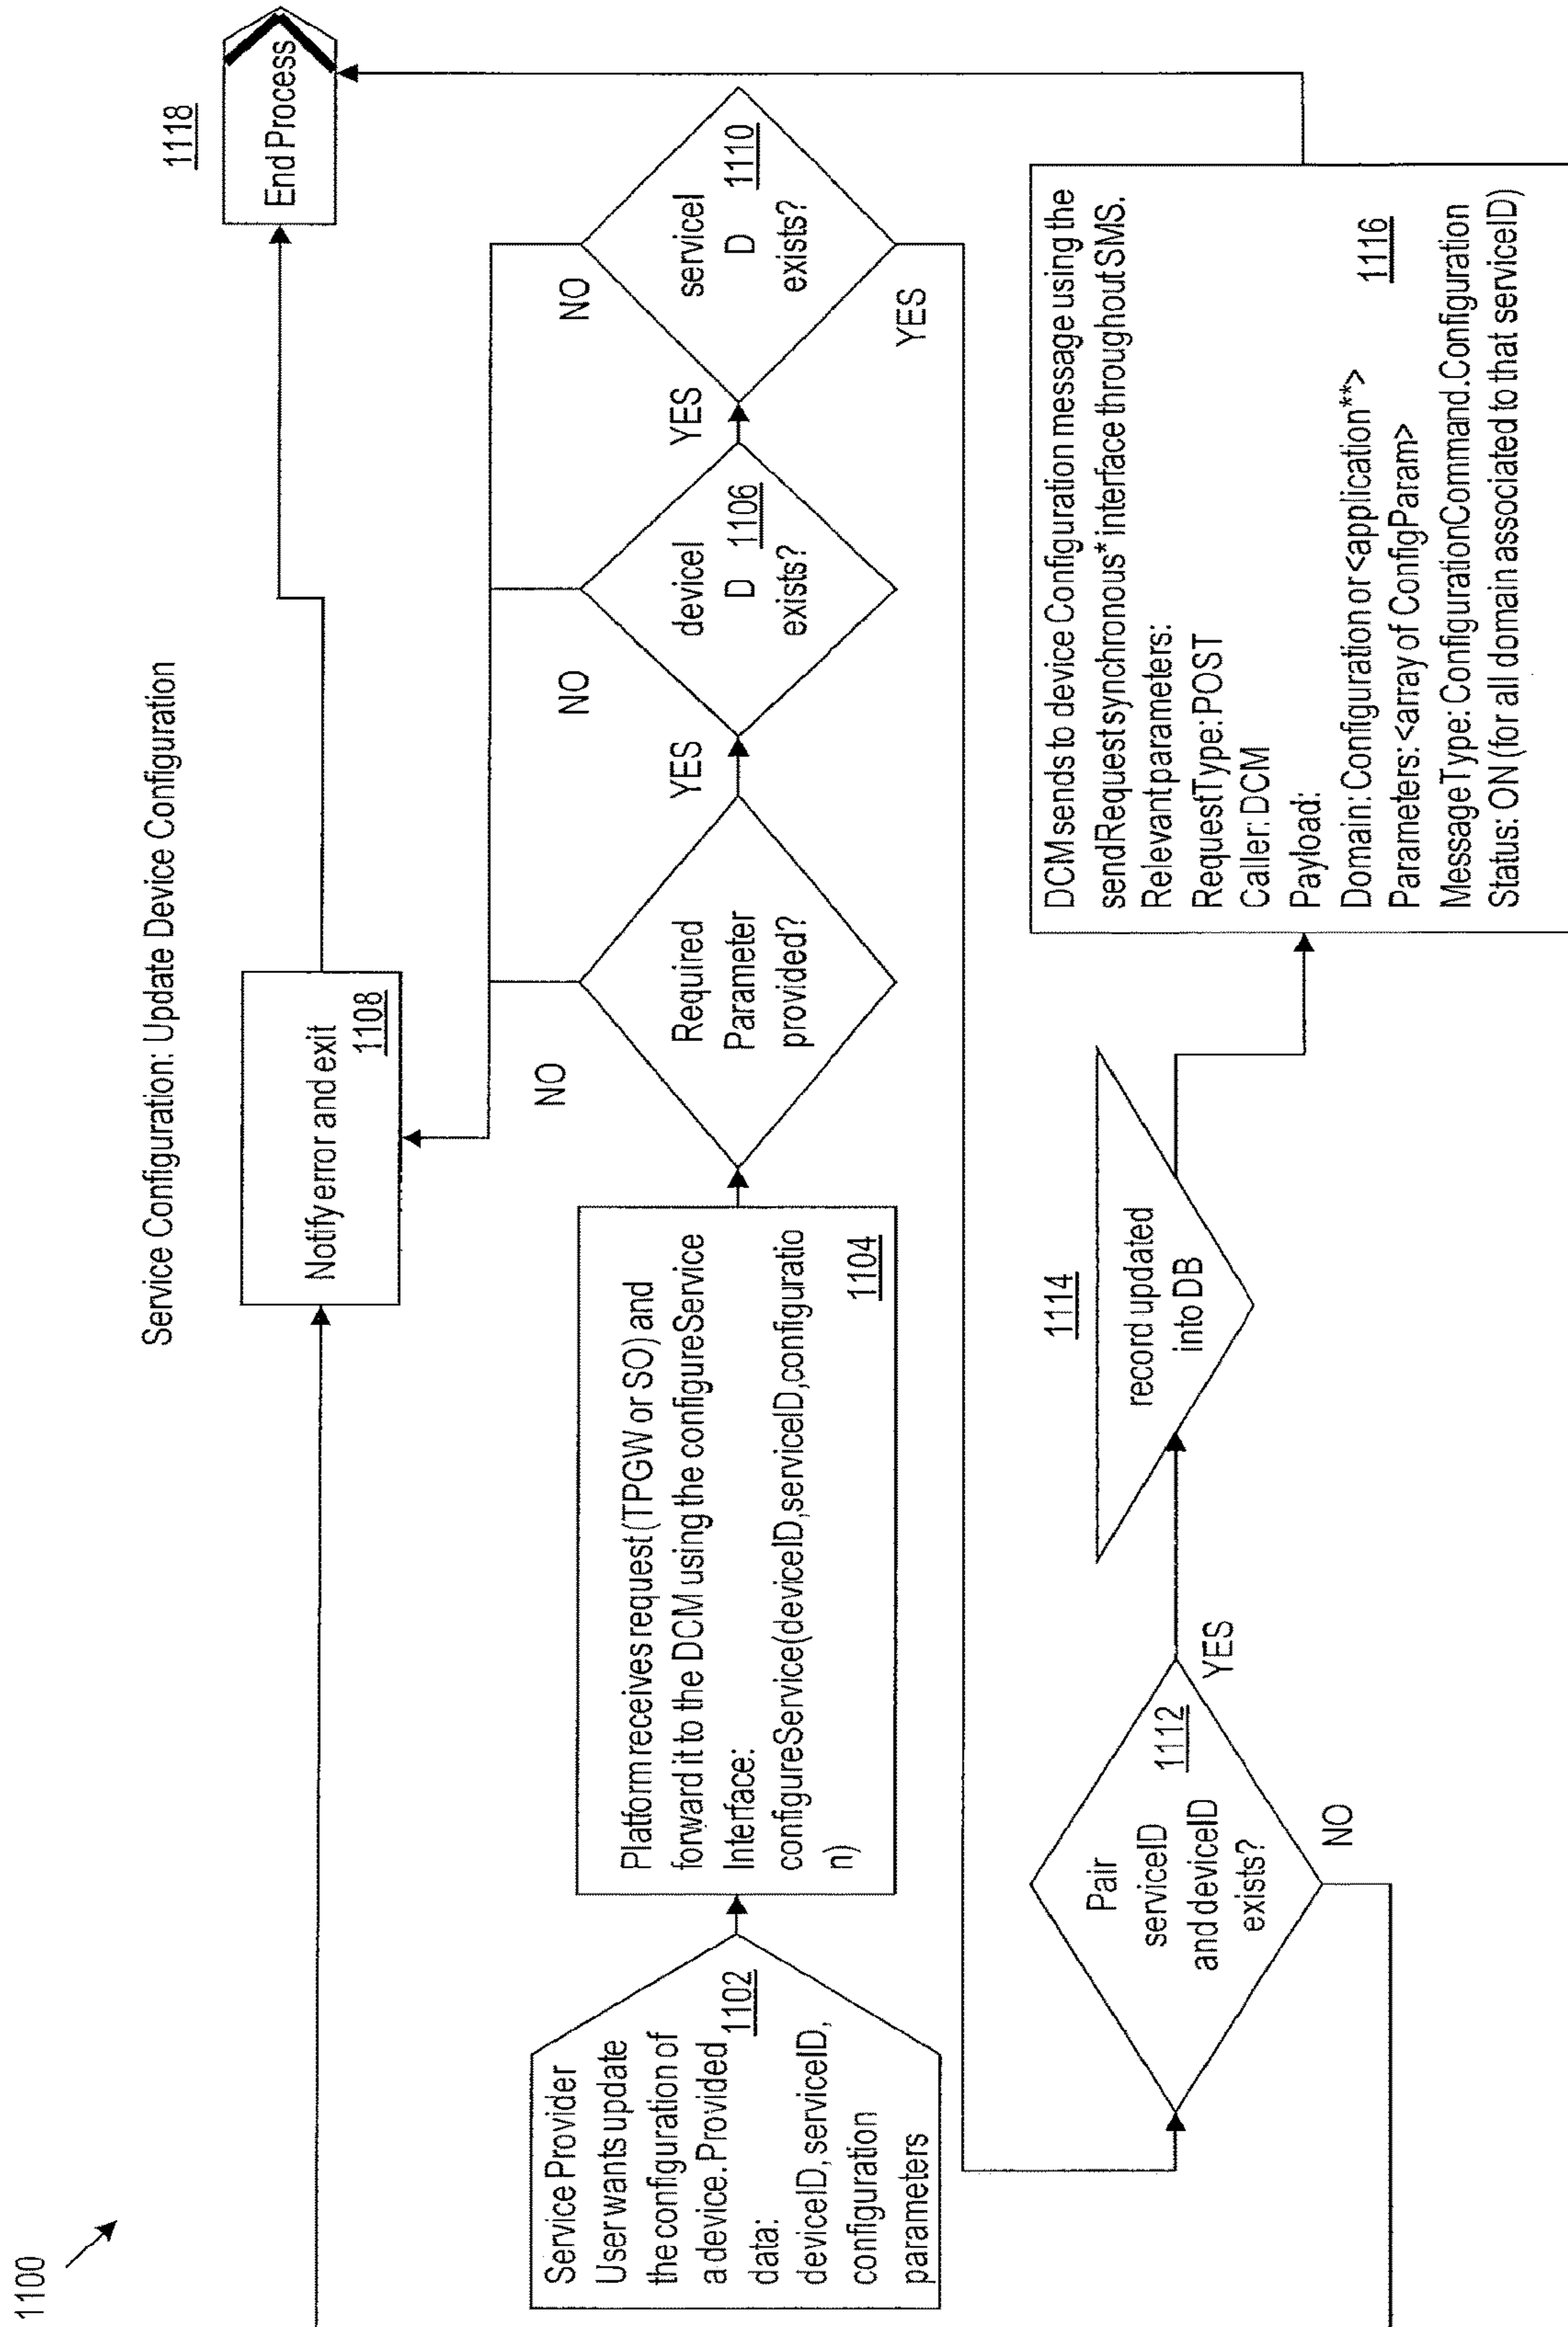 1100
Service Configuration: Update Device Configuration
Notify error and exit
1108
1118
End Process
Service Provider
User wants update
the configuration of
a device. Provided
1102
data:
deviceID, serviceID,
configuration
parameters
Platform receives request (TPGW or SO) and
forward it to the DCM using the configureService
Interface:
configureService(deviceID,serviceID,configuratio
n)
1104
Required
Parameter
provided?
NO
YES
deviceI
D
1106
exists?
NO
YES
serviceI
D
1110
exists?
NO
YES
Pair
serviceID
and deviceID
exists?
1112
YES
NO
1114
record updated
into DB
DCM sends to device Configuration message using the
sendRequest synchronous* interface throughout SMS.
Relevant parameters:
RequestType: POST
Caller: DCM
Payload:
Domain: Configuration or <application**>
Parameters: <array of ConfigParam>
1116
MessageType: ConfigurationCommand.Configuration
Status: ON (for all domain associated to that serviceID)